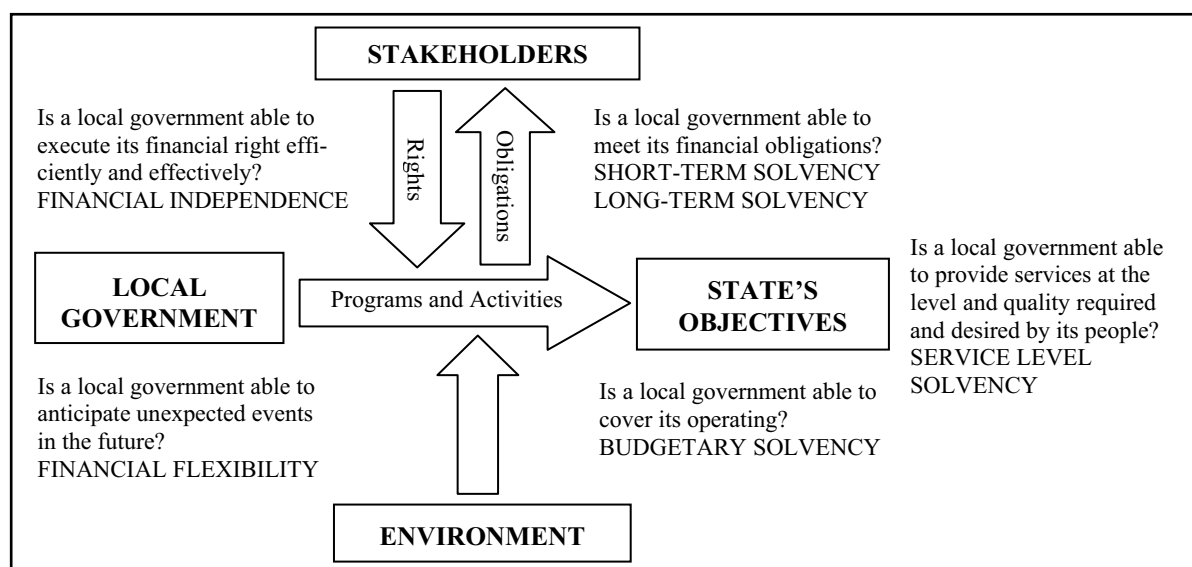 STAKEHOLDERS
Is a local government able to
execute its financial right effi-
ciently and effectively?
FINANCIAL INDEPENDENCE
Rights
Obligations
Is a local government able to
meet its financial obligations?
SHORT-TERM SOLVENCY
LONG-TERM SOLVENCY
LOCAL
GOVERNMENT
Programs and Activities
STATE'S
OBJECTIVES
Is a local government able
to provide services at the
level and quality required
and desired by its people?
SERVICE LEVEL
SOLVENCY
Is a local government able to
anticipate unexpected events
in the future?
FINANCIAL FLEXIBILITY
Is a local government able to
cover its operating?
BUDGETARY SOLVENCY
ENVIRONMENT